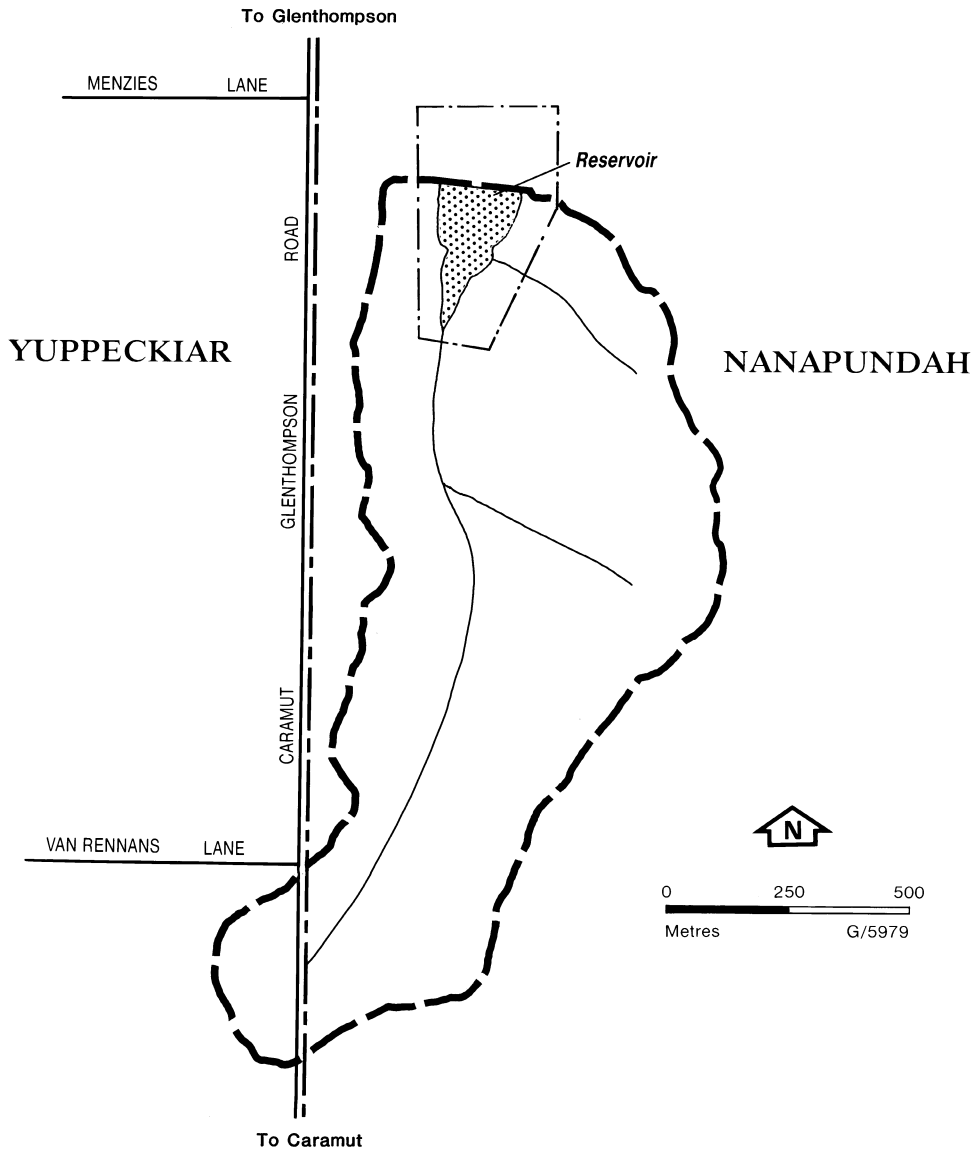 To Glenthompson
MENZIES LANE
Reservoir
ROAD
YUPPECKIAR
NANAPUNDAH
GLENTHOMPSON
CARAMUT
VAN RENNANS LANE
N
0 250 500
Metres G/5979
To Caramut